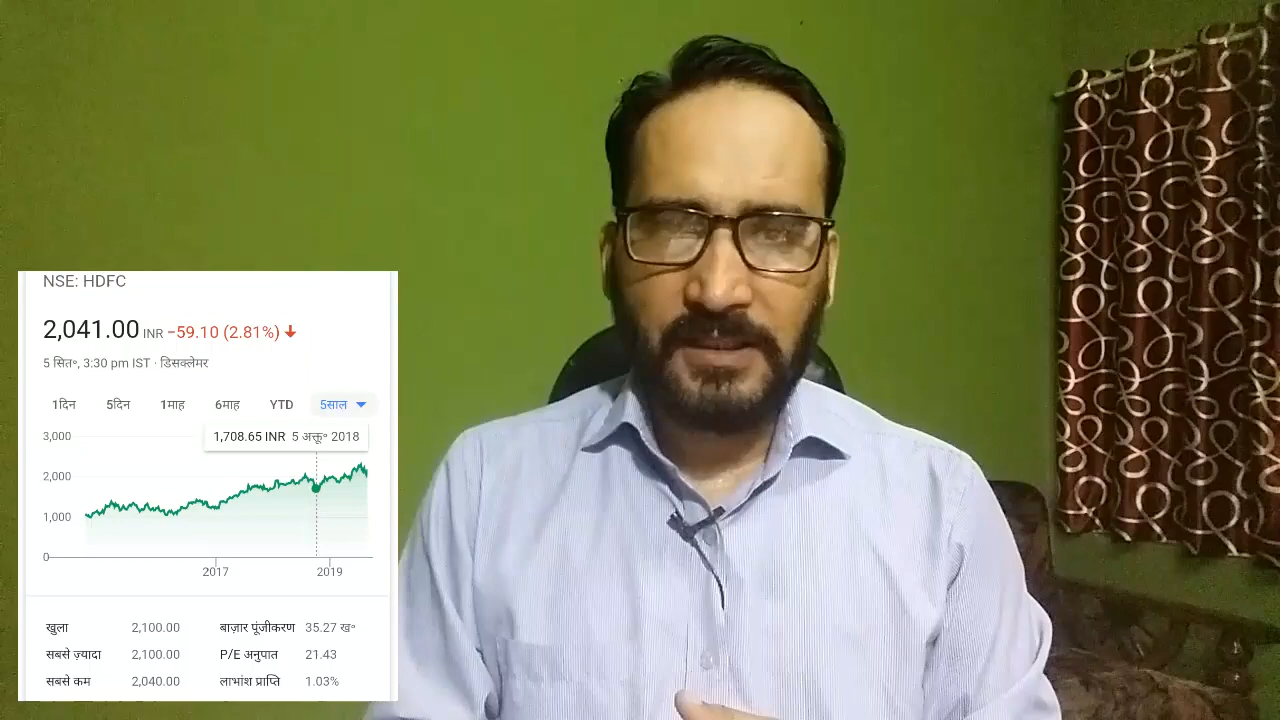 NSE: HDFC
2,041.00 INR −59.10 (2.81%)
5 सित॰, 3:30 pm IST · डिसक्लेमर
1दिन 5दिन 1माह 6माह YTD 5साल
1,708.65 INR 5 अक्तू॰ 2018
3,000
2,000
1,000
0
2017 2019
खुला 2,100.00 बाज़ार पूंजीकरण 35.27 ख॰
सबसे ज़्यादा 2,100.00 P/E अनुपात 21.43
सबसे कम 2,040.00 लाभांश प्राप्ति 1.03%